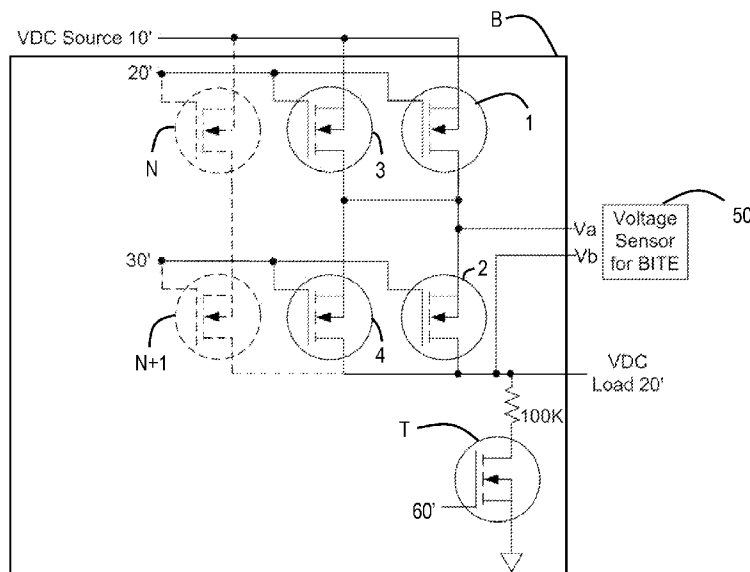 VDC Source 10'
B
20'
1
N
3
Va
Vb
Voltage
Sensor
for BITE
50
30'
2
N+1
4
VDC
Load 20'
100K
T
60'